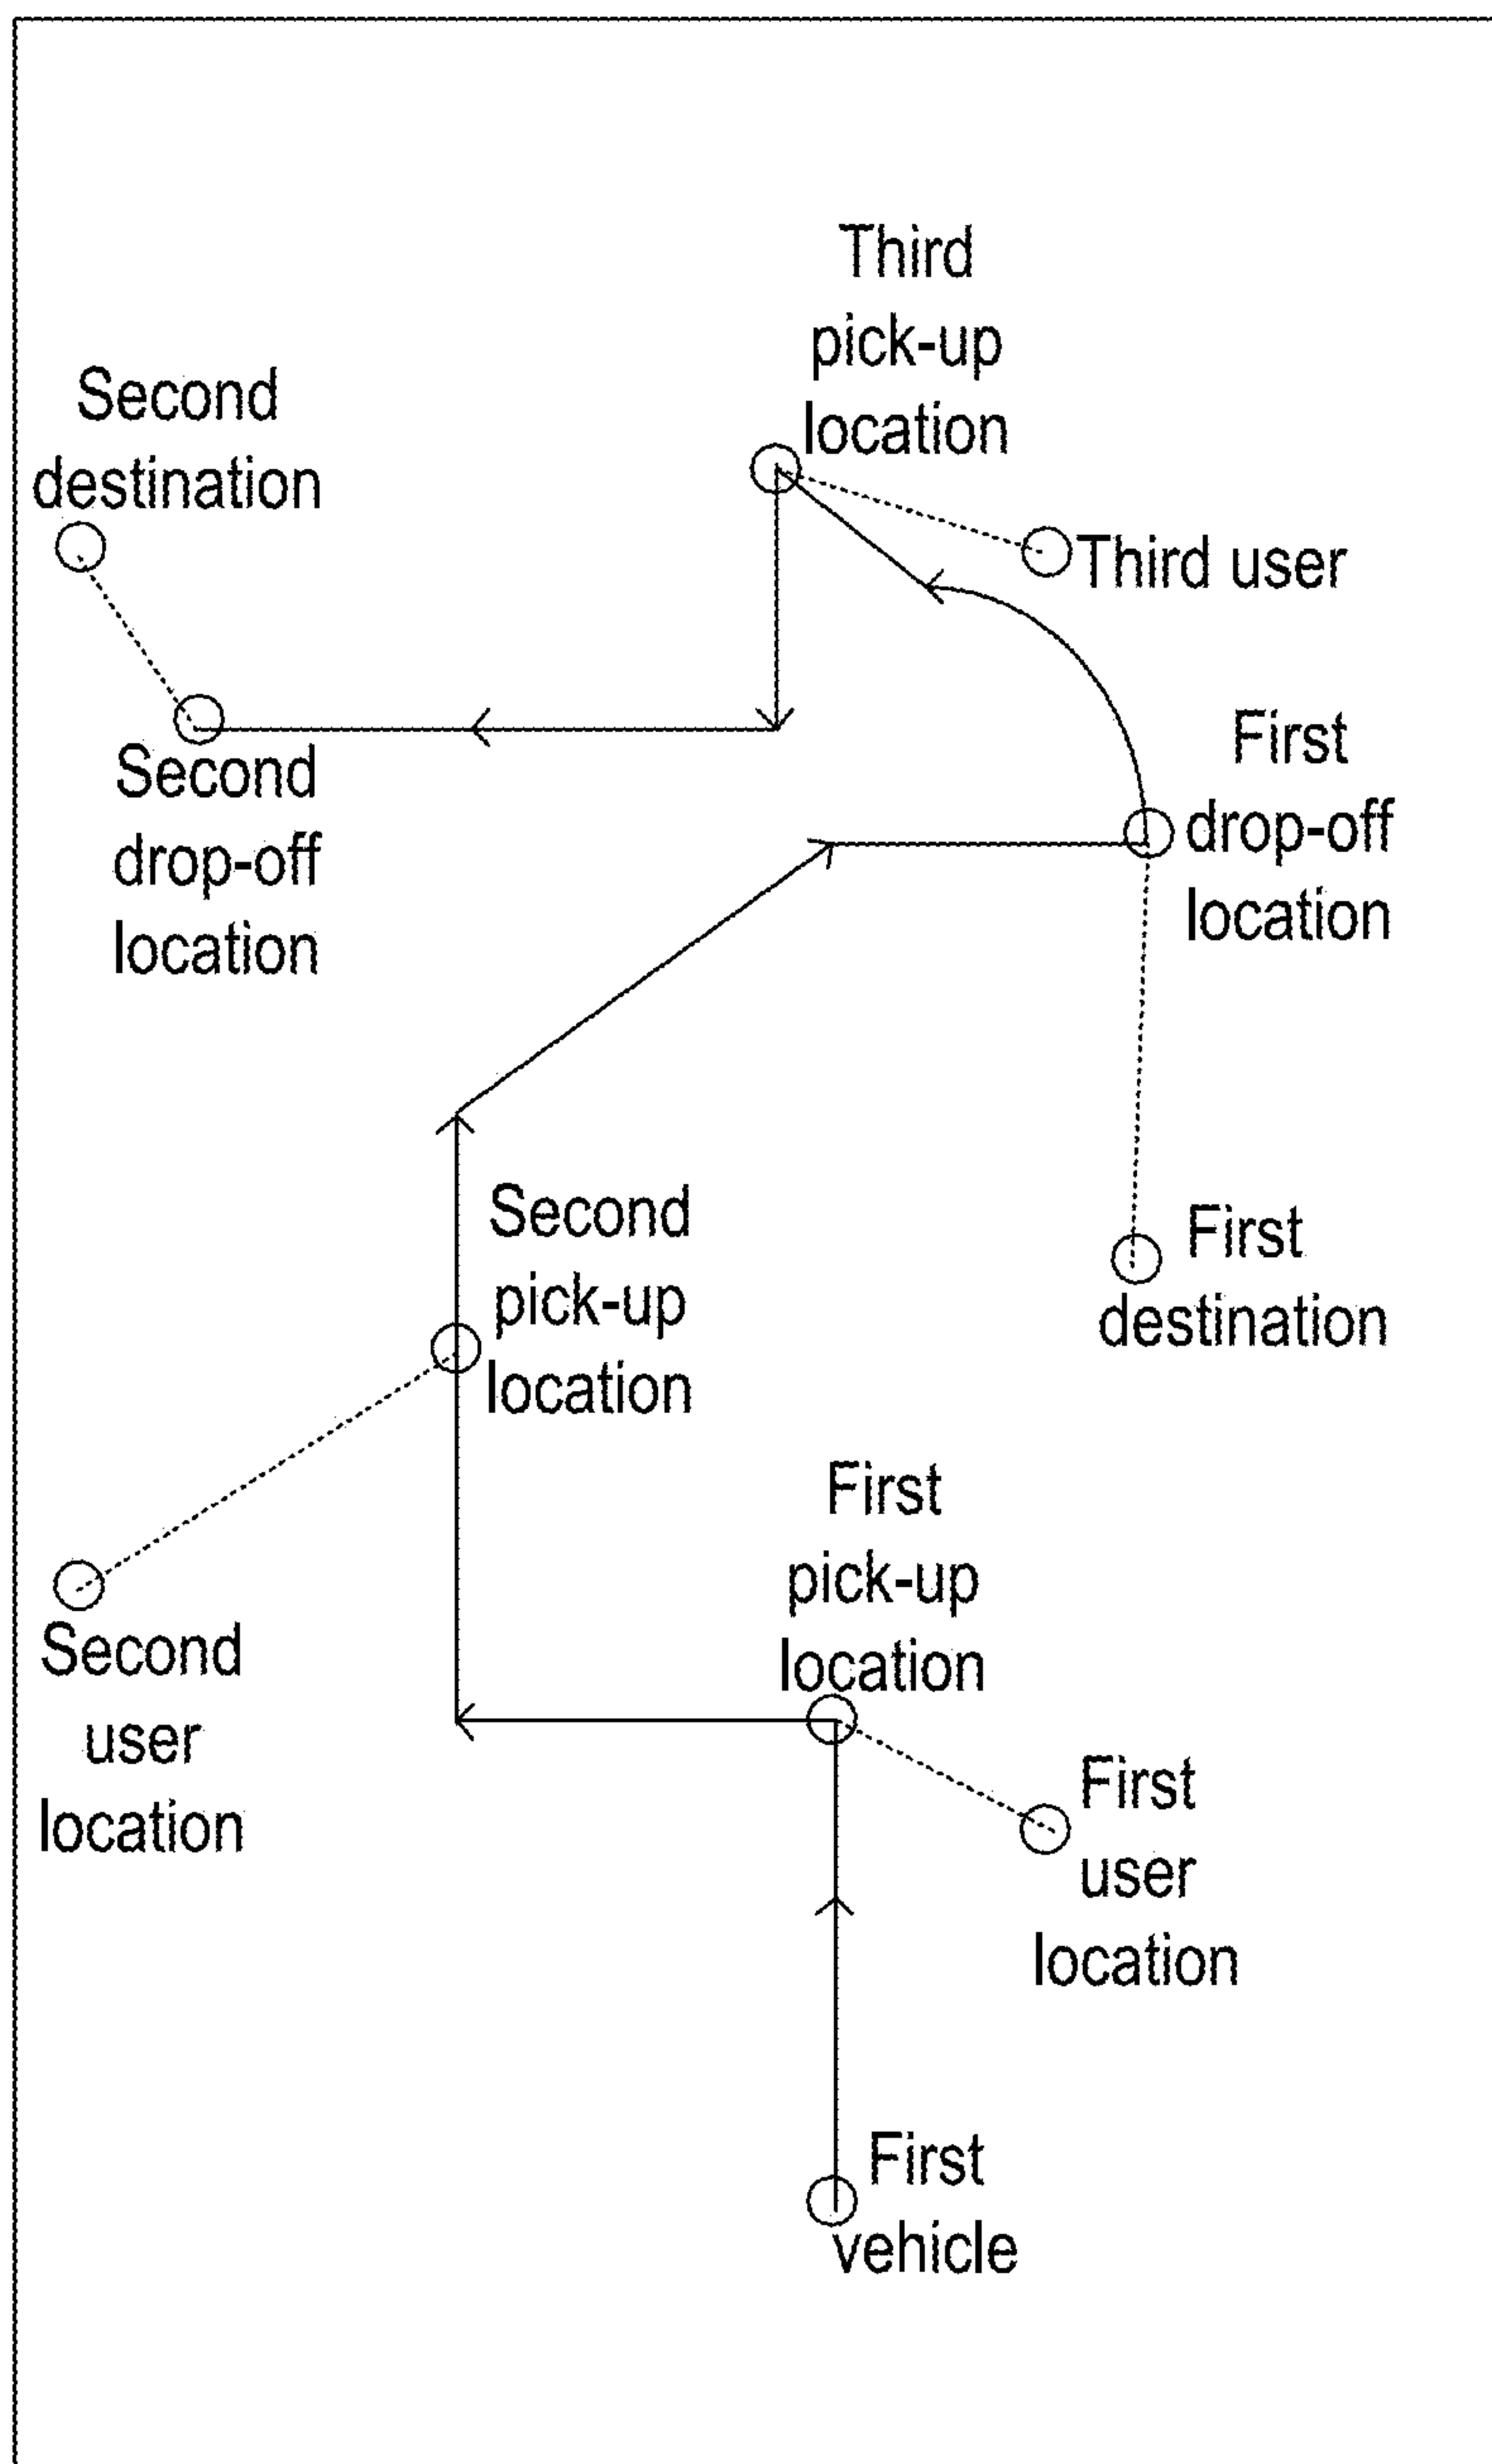 Third
pick-up
location
Second
destination
Third user
First
drop-off
location
Second
drop-off
location
Second
pick-up
location
First
destination
First
pick-up
location
Second
user
location
First
user
location
First
vehicle